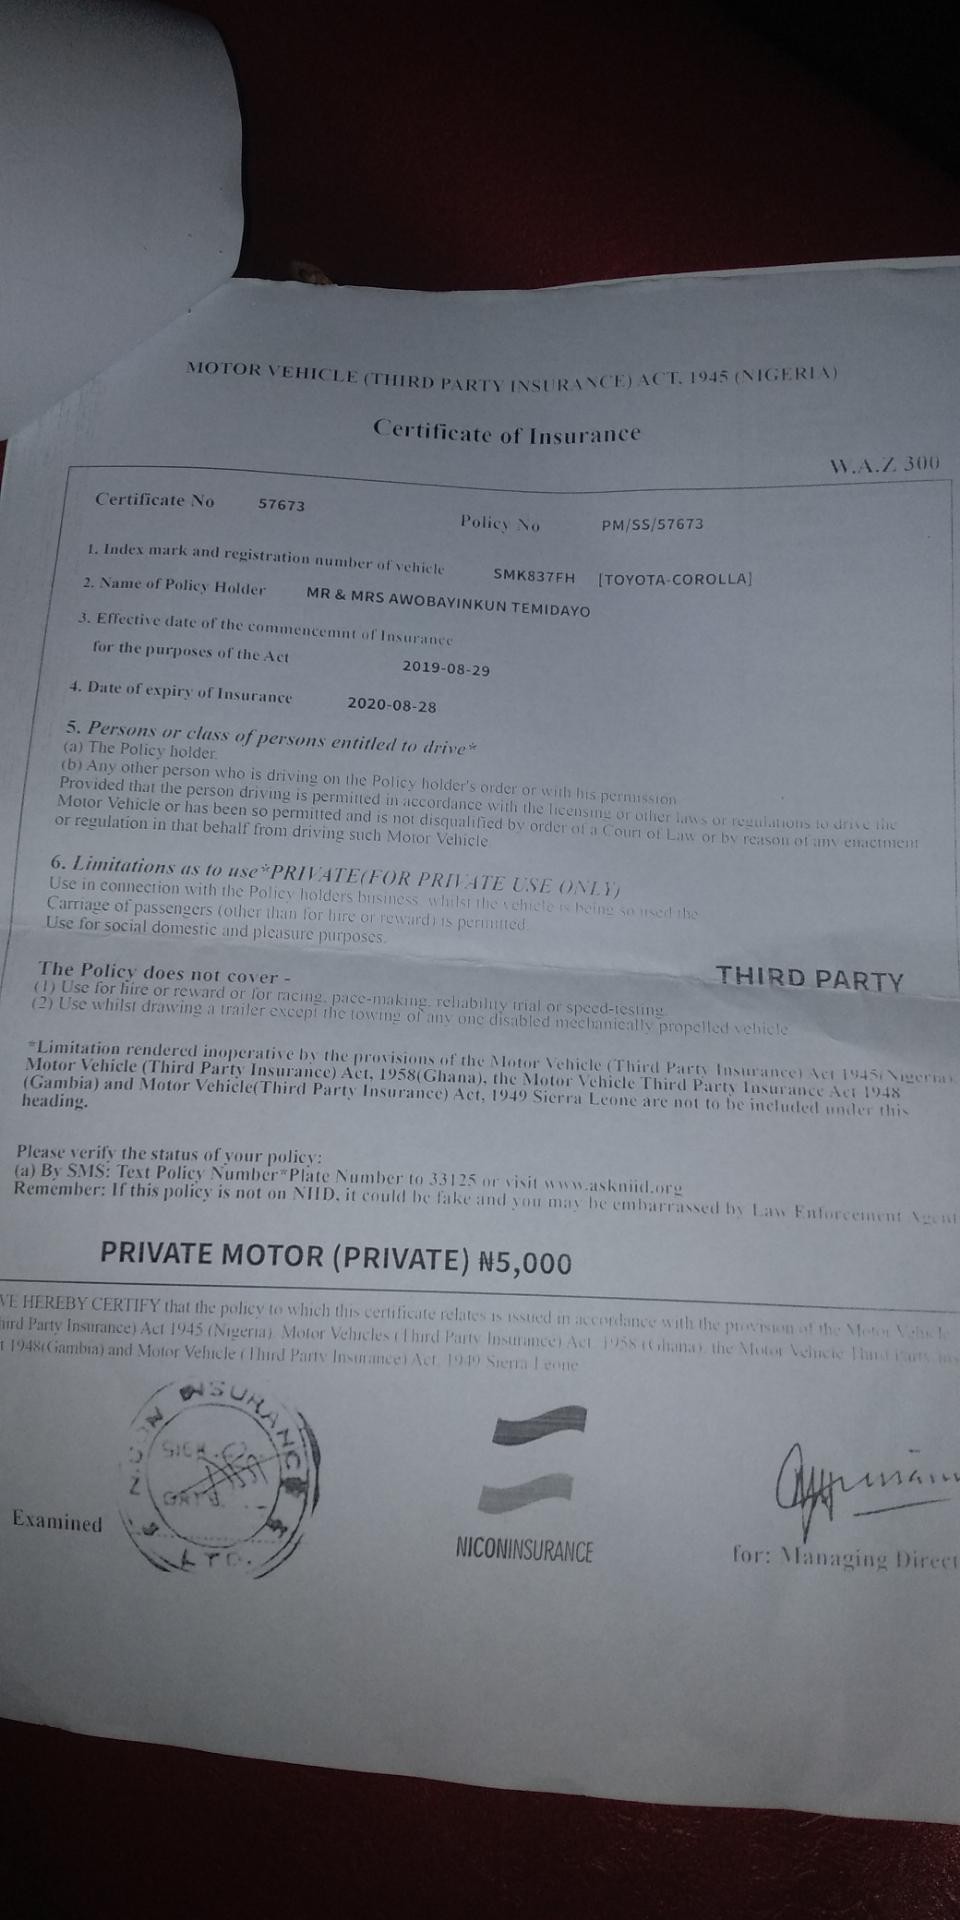 MOTOR VEHICLE (THIRD PARTY INSURANCE) ACT, 1945 (NIGERIA)
Certificate of Insurance
W.A.Z 300
Certificate No 57673
Policy No PM/SS/57673
1. Index mark and registration number of vehicle SMK837FH [TOYOTA-COROLLA]
2. Name of Policy Holder MR & MRS AWOBAYINKUN TEMIDAYO
3. Effective date of the commencemnt of Insurance
for the purposes of the Act 2019-08-29
4. Date of expiry of Insurance 2020-08-28
5. Persons or class of persons entitled to drive*
(a) The Policy holder.
(b) Any other person who is driving on the Policy holder's order or with his permission
Provided that the person driving is permitted in accordance with the licensing or other laws or regulations to drive the
Motor Vehicle or has been so permitted and is not disqualified by order of a Court of Law or by reason of any enactment
or regulation in that behalf from driving such Motor Vehicle
6. Limitations as to use*PRIVATE(FOR PRIVATE USE ONLY)
Use in connection with the Policy holders business, whilst the vehicle is being so used the
Carriage of passengers (other than for hire or reward) is permitted.
Use for social domestic and pleasure purposes.
THIRD PARTY
The Policy does not cover -
(1) Use for hire or reward or for racing, pace-making, reliability trial or speed-testing.
(2) Use whilst drawing a trailer except the towing of any one disabled mechanically propelled vehicle
*Limitation rendered inoperative by the provisions of the Motor Vehicle (Third Party Insurance) Act 1945(Nigeria),
Motor Vehicle (Third Party Insurance) Act, 1958(Ghana), the Motor Vehicle Third Party Insurance Act 1948
(Gambia) and Motor Vehicle(Third Party Insurance) Act, 1949 Sierra Leone are not to be included under this
heading.
Please verify the status of your policy:
(a) By SMS: Text Policy Number*Plate Number to 33125 or visit www.askniid.org
Remember: If this policy is not on NIID, it could be fake and you may be embarrassed by Law Enforcement Agent
PRIVATE MOTOR (PRIVATE) ₦5,000
VE HEREBY CERTIFY that the policy to which this certificate relates is issued in accordance with the provision of the Motor Vehicle
hird Party Insurance) Act 1945 (Nigeria), Motor Vehicles (Third Party Insurance) Act, 1958 (Ghana), the Motor Vehicle Third Party Ins
t 1948(Gambia) and Motor Vehicle (Third Party Insurance) Act, 1949 Sierra Leone
NICON INSURANCE
LTD.
Examined
NICONINSURANCE
for: Managing Direct